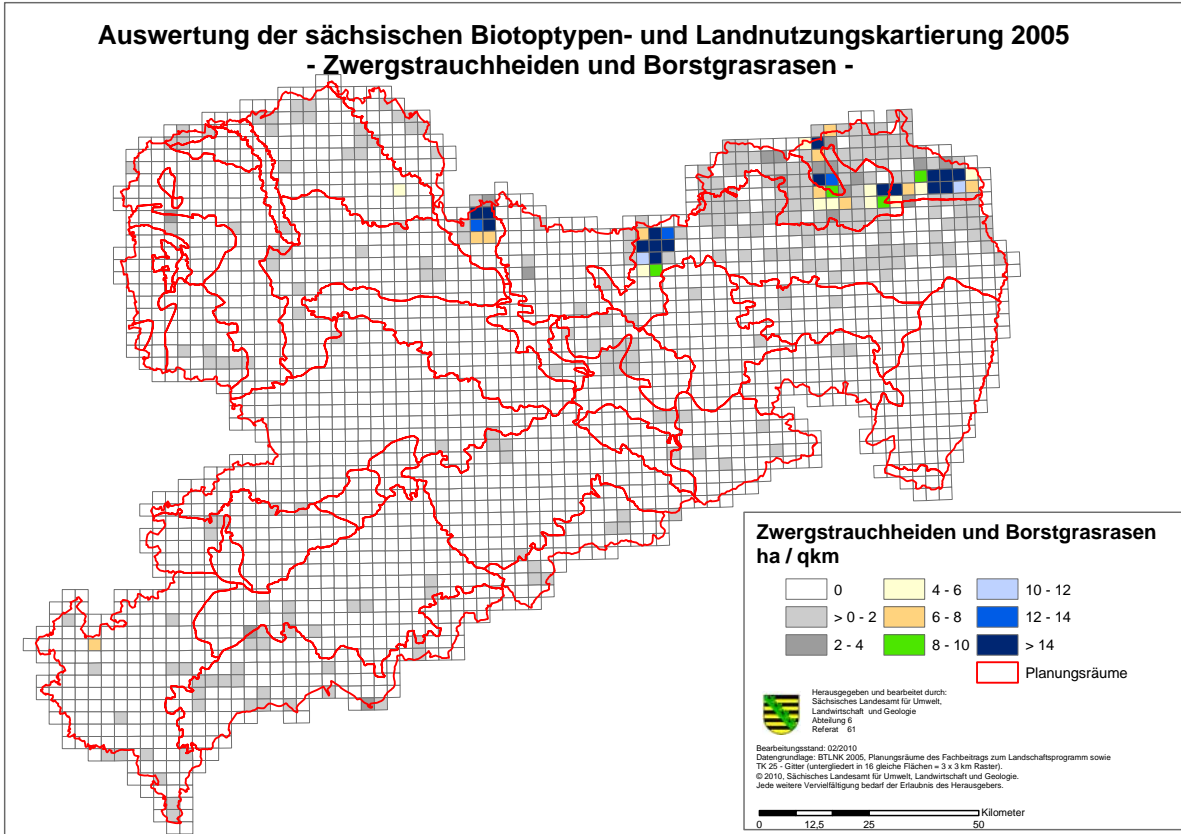 Auswertung der sächsischen Biotoptypen- und Landnutzungskartierung 2005
- Zwergstrauchheiden und Borstgrasrasen -
Zwergstrauchheiden und Borstgrasrasen
ha / qkm
0
4 - 6
10 - 12
> 0 - 2
6 - 8
12 - 14
2 - 4
8 - 10
> 14
Planungsräume
Herausgegeben und bearbeitet durch:
Sächsisches Landesamt für Umwelt,
Landwirtschaft und Geologie
Abteilung 6
Referat 61
Bearbeitungsstand: 02/2010
Datengrundlage: BTLNK 2005, Planungsräume des Fachbeitrags zum Landschaftsprogramm sowie
TK 25 - Gitter (untergliedert in 16 gleiche Flächen = 3 x 3 km Raster).
© 2010, Sächsisches Landesamt für Umwelt, Landwirtschaft und Geologie.
Jede weitere Vervielfältigung bedarf der Erlaubnis des Herausgebers.
Kilometer
0 12,5 25 50